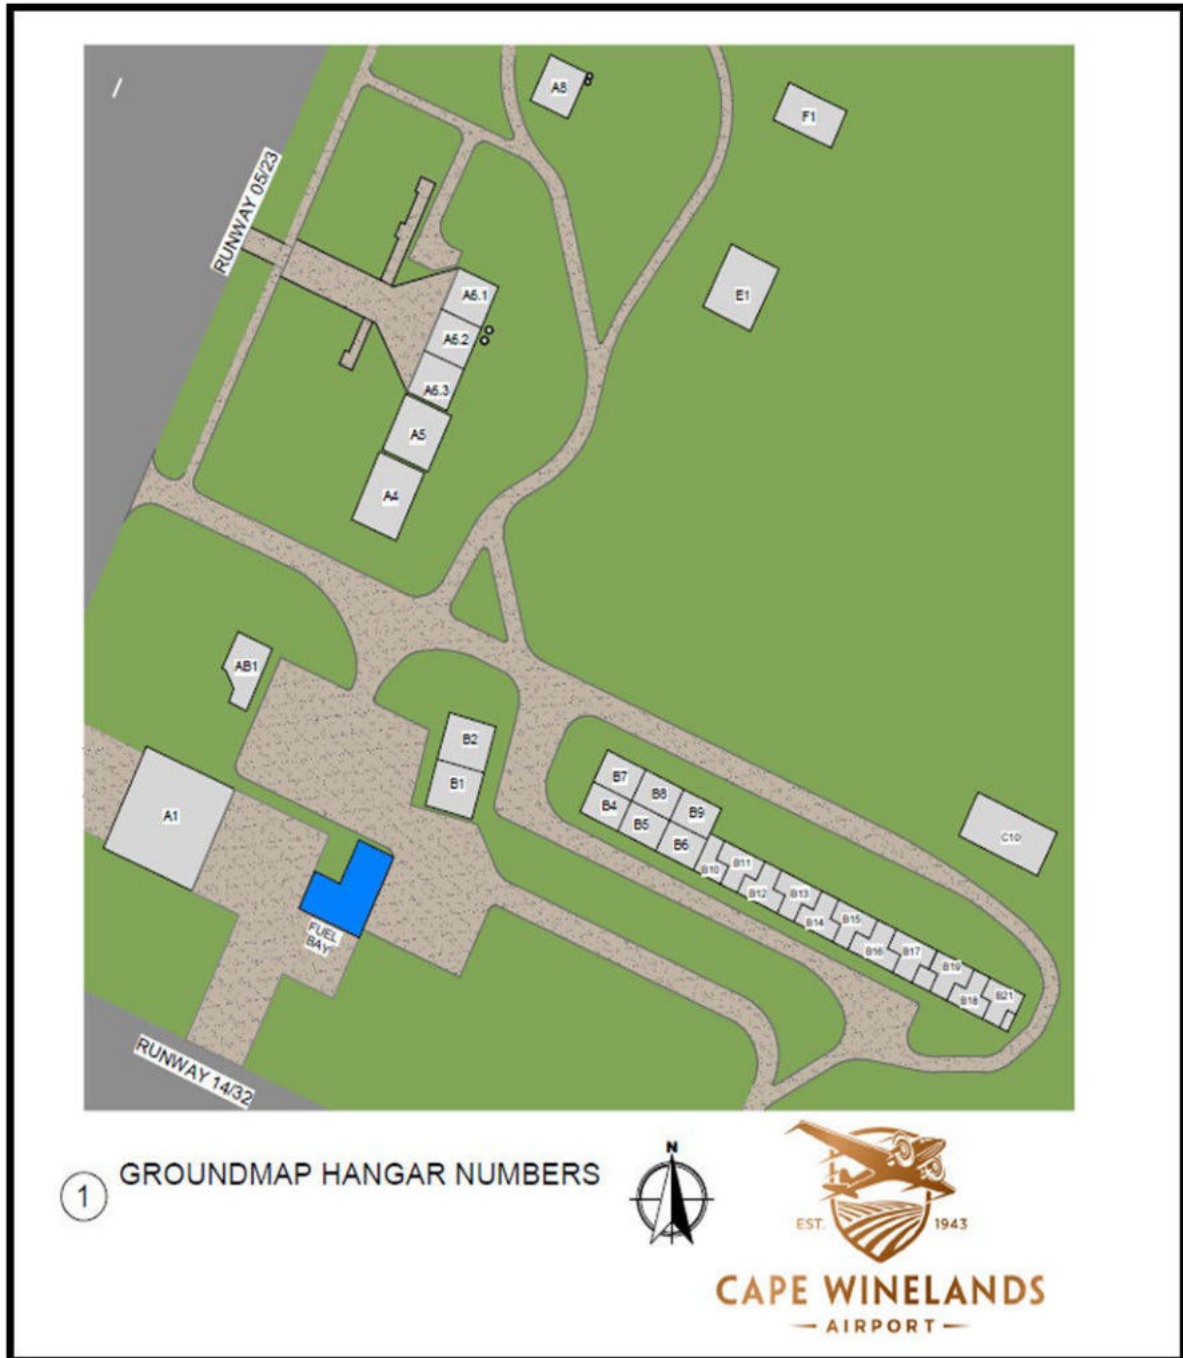 A8
F1
RUNWAY 05/23
E1
A6.1
A6.2
A6.3
A5
A4
AB1
B2
B1
A1
B7
B8
B9
B4
B5
B6
B10
B11
B12
B13
B14
B15
B16
B17
B19
B18
B21
C10
FUEL
BAY
RUNWAY 14/32
1
GROUNDMAP HANGAR NUMBERS
N
EST. 1943
CAPE WINELANDS
AIRPORT